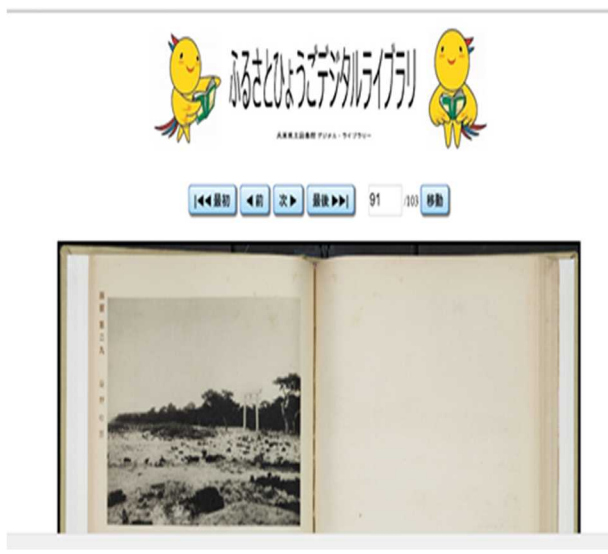 ふるさとひょうごデジタルライブラリ
兵庫県立図書館 デジタル・ライブラリー
|◀◀ 最初 ◀ 前 次 ▶ 最後 ▶▶| 91 /103 移動